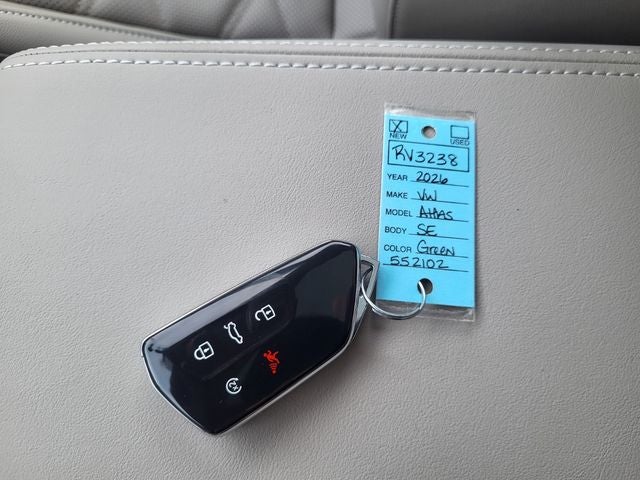 X
NEW USED
RV3238
YEAR 2026
MAKE VW
MODEL Atlas
BODY SE
COLOR Green
552102